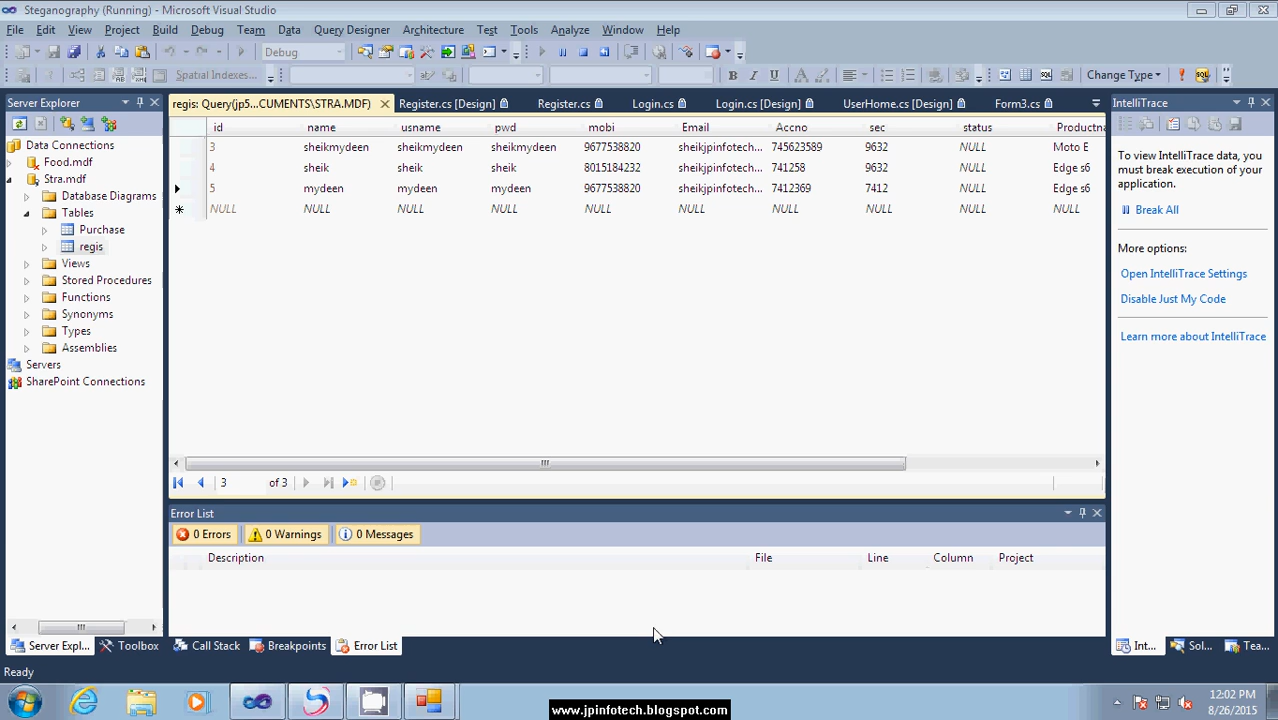 Steganography (Running) - Microsoft Visual Studio
File Edit View Project Build Debug Team Data Query Designer Architecture Test Tools Analyze Window Help
Debug
Spatial Indexes... Change Type
Server Explorer
regis: Query(jp5...CUMENTS\STRA.MDF) Register.cs [Design] Register.cs Login.cs Login.cs [Design] UserHome.cs [Design] Form3.cs
IntelliTrace
Data Connections
Food.mdf
Stra.mdf
Database Diagrams
Tables
Purchase
regis
Views
Stored Procedures
Functions
Synonyms
Types
Assemblies
Servers
SharePoint Connections
id name usname pwd mobi Email Accno sec status Productna
3 sheikmydeen sheikmydeen sheikmydeen 9677538820 sheikjpinfotech... 745623589 9632 NULL Moto E
4 sheik sheik sheik 8015184232 sheikjpinfotech... 741258 9632 NULL Edge s6
5 mydeen mydeen mydeen 9677538820 sheikjpinfotech... 7412369 7412 NULL Edge s6
NULL NULL NULL NULL NULL NULL NULL NULL NULL NULL
3 of 3
To view IntelliTrace data, you
must break execution of your
application.
Break All
More options:
Open IntelliTrace Settings
Disable Just My Code
Learn more about IntelliTrace
Error List
0 Errors 0 Warnings 0 Messages
Description File Line Column Project
Server Expl... Toolbox Call Stack Breakpoints Error List Int... Sol... Tea...
Ready
www.jpinfotech.blogspot.com
12:02 PM
8/26/2015